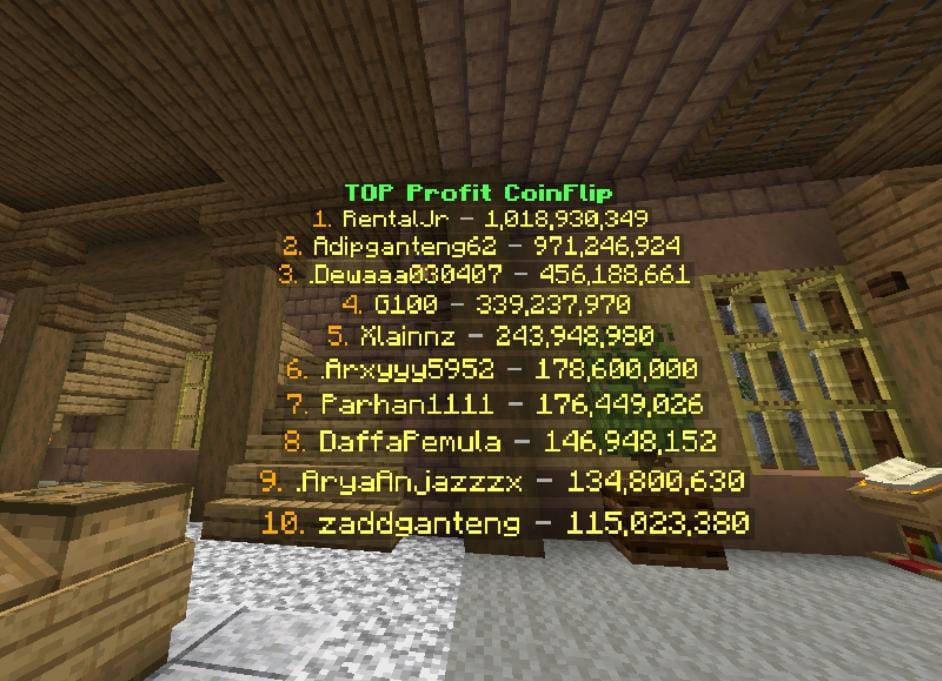 TOP Profit CoinFlip
1. RentalJr - 1,018,930,349
2. Adipganteng62 - 971,246,924
3. .Dewaaa030407 - 456,188,661
4. G100 - 339,237,970
5. Xlainnz - 243,948,980
6. .Arxyyy5952 - 178,600,000
7. Parhan1111 - 176,449,026
8. DaffaPemula - 146,948,152
9. .AryaAnjazzzx - 134,800,630
10. zaddganteng - 115,023,380